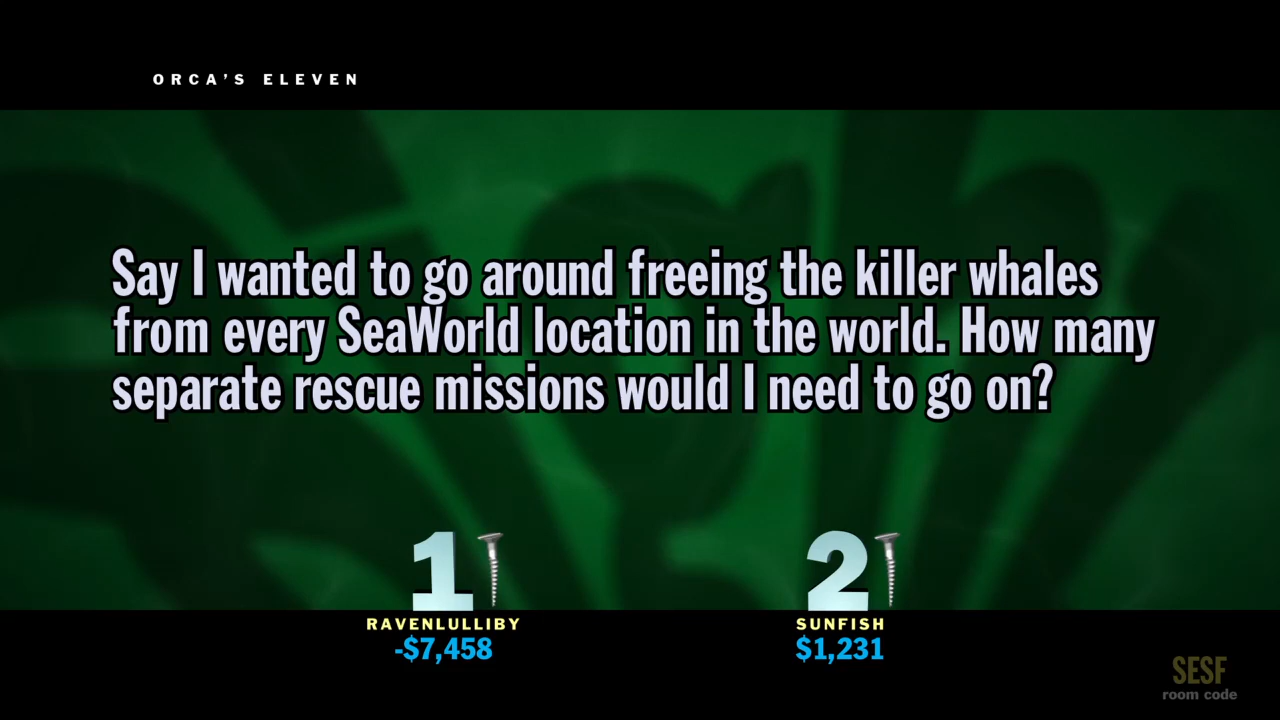 ORCA'S ELEVEN
Say I wanted to go around freeing the killer whales
from every SeaWorld location in the world. How many
separate rescue missions would I need to go on?
1 2
RAVENLULLIBY SUNFISH
-$7,458 $1,231
SESF
room code